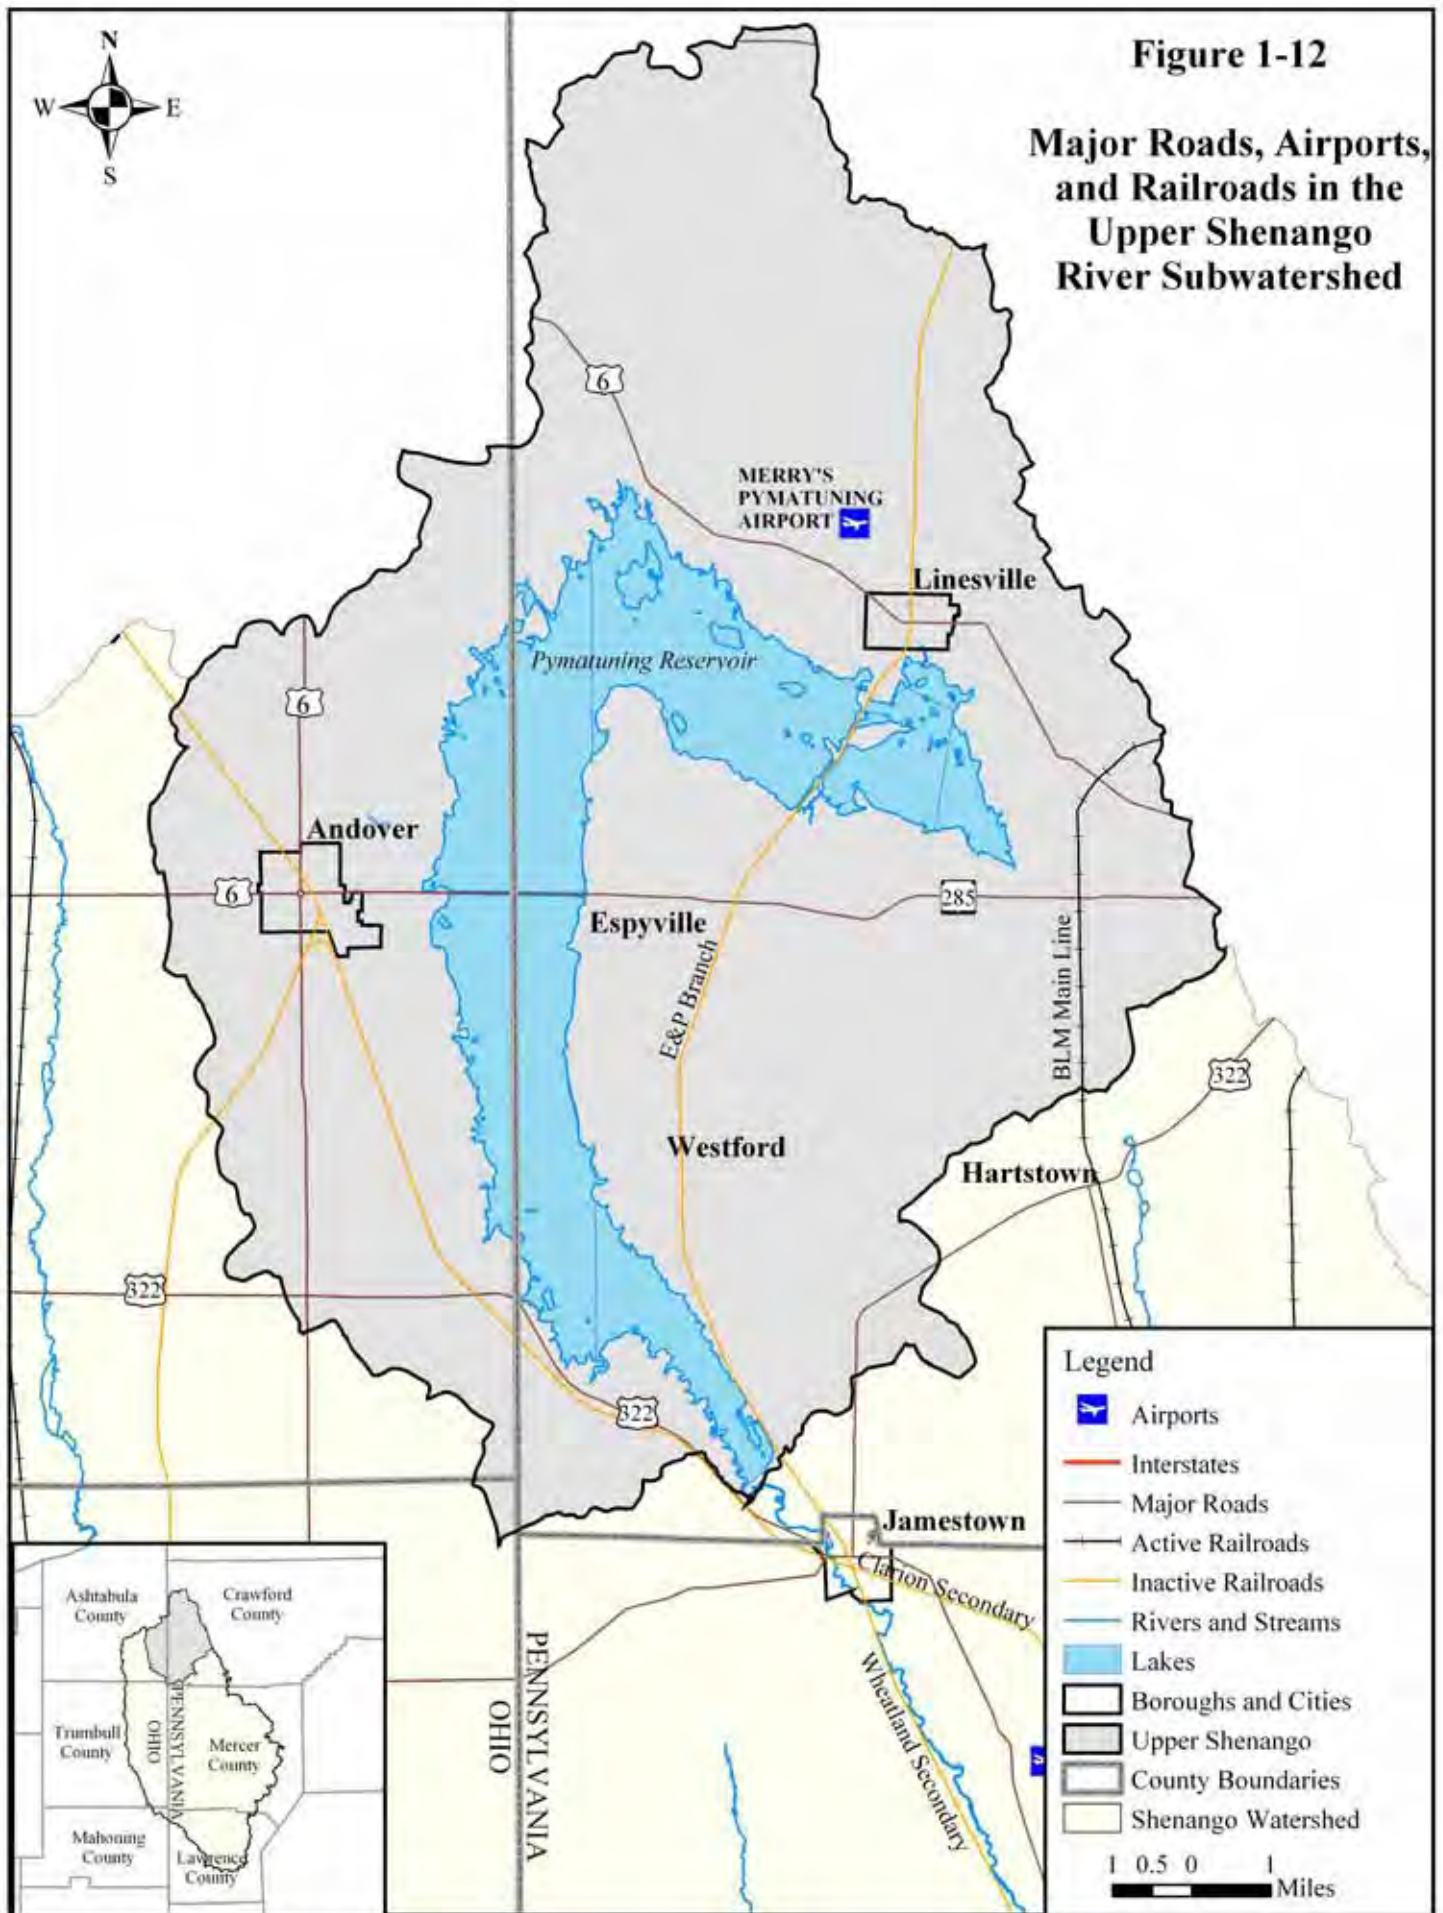 Figure 1-12
Major Roads, Airports,
and Railroads in the
Upper Shenango
River Subwatershed
N
W
E
S
6
MERRY'S
PYMATUNING
AIRPORT
Linesville
Pymatuning Reservoir
6
Andover
6
285
Espyville
E&P Branch
BLM Main Line
322
Westford
Hartstown
322
322
Jamestown
Clarion Secondary
Wheatland Secondary
PENNSYLVANIA
OHIO
Ashtabula
County
Crawford
County
PENNSYLVANIA
OHIO
Trumbull
County
Mercer
County
Mahoning
County
Lawrence
County
Legend
Airports
Interstates
Major Roads
Active Railroads
Inactive Railroads
Rivers and Streams
Lakes
Boroughs and Cities
Upper Shenango
County Boundaries
Shenango Watershed
1 0.5 0 1
Miles